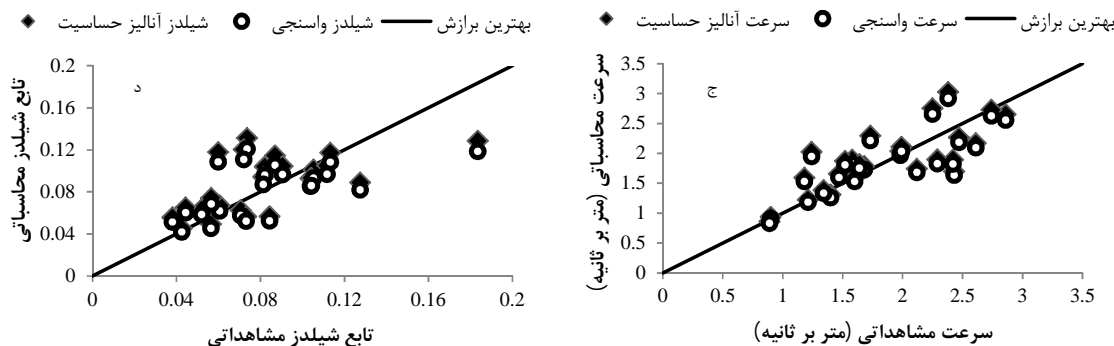 سرعت آنالیز حساسیت سرعت واسنجی بهترین برازش
ج
سرعت محاسباتی (متر بر ثانیه)
3.5
3
2.5
2
1.5
1
0.5
0
0 0.5 1 1.5 2 2.5 3 3.5
سرعت مشاهداتی (متر بر ثانیه)
شیلدز آنالیز حساسیت شیلدز واسنجی بهترین برازش
د
تابع شیلدز محاسباتی
0.2
0.16
0.12
0.08
0.04
0
0 0.04 0.08 0.12 0.16 0.2
تابع شیلدز مشاهداتی